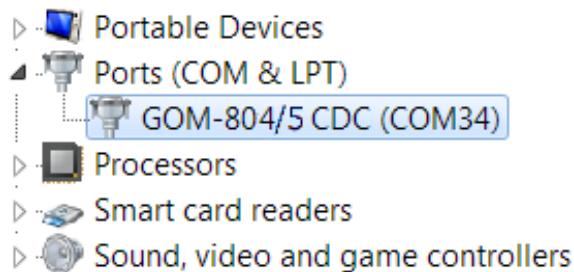 Portable Devices
Ports (COM & LPT)
GOM-804/5 CDC (COM34)
Processors
Smart card readers
Sound, video and game controllers